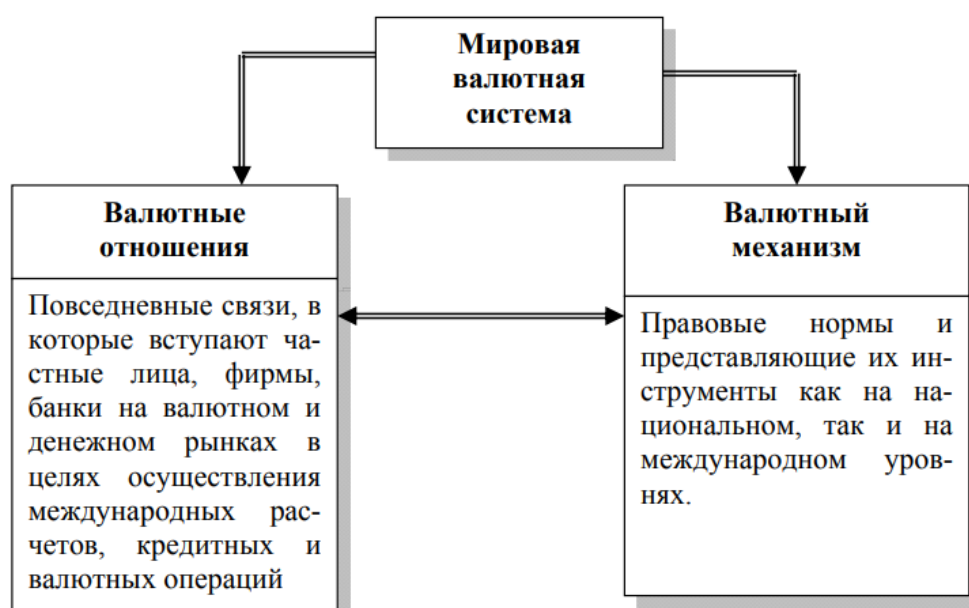 Мировая
валютная
система
Валютные
отношения
Повседневные связи, в
которые вступают ча-
стные лица, фирмы,
банки на валютном и
денежном рынках в
целях осуществления
международных рас-
четов, кредитных и
валютных операций
Валютный
механизм
Правовые нормы и
представляющие их ин-
струменты как на на-
циональном, так и на
международном уров-
нях.